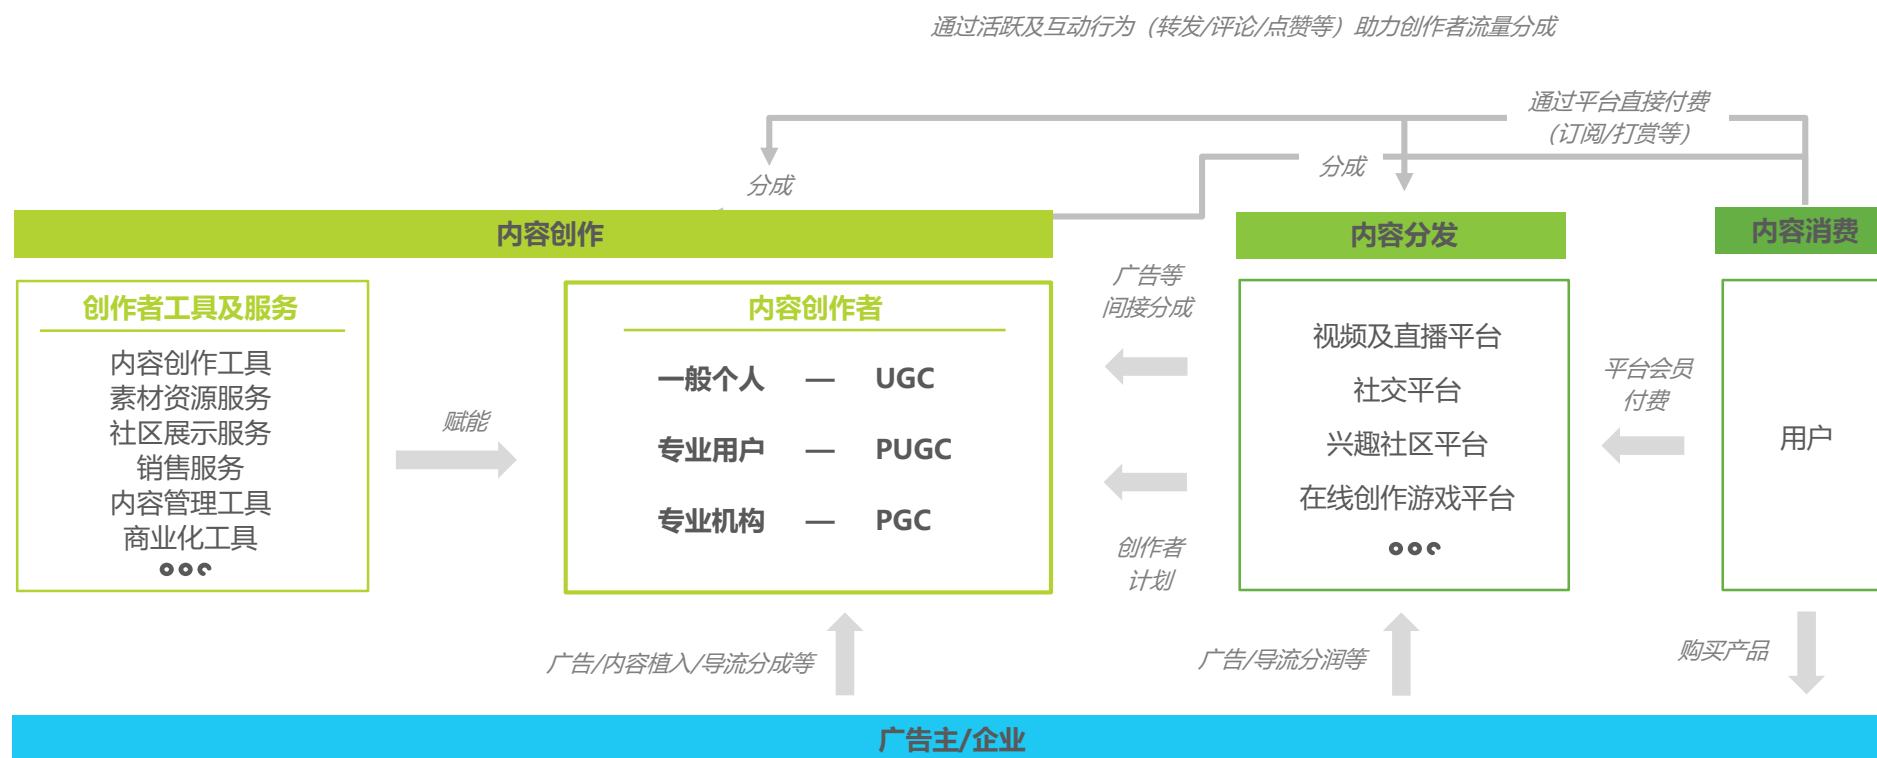 通过活跃及互动行为（转发/评论/点赞等）助力创作者流量分成
通过平台直接付费
（订阅/打赏等）
分成
分成
内容创作
内容分发
内容消费
创作者工具及服务
内容创作工具
素材资源服务
社区展示服务
销售服务
内容管理工具
商业化工具
赋能
内容创作者
一般个人 — UGC
专业用户 — PUGC
专业机构 — PGC
广告等
间接分成
创作者
计划
视频及直播平台
社交平台
兴趣社区平台
在线创作游戏平台
平台会员
付费
用户
广告/内容植入/导流分成等
广告/导流分润等
购买产品
广告主/企业